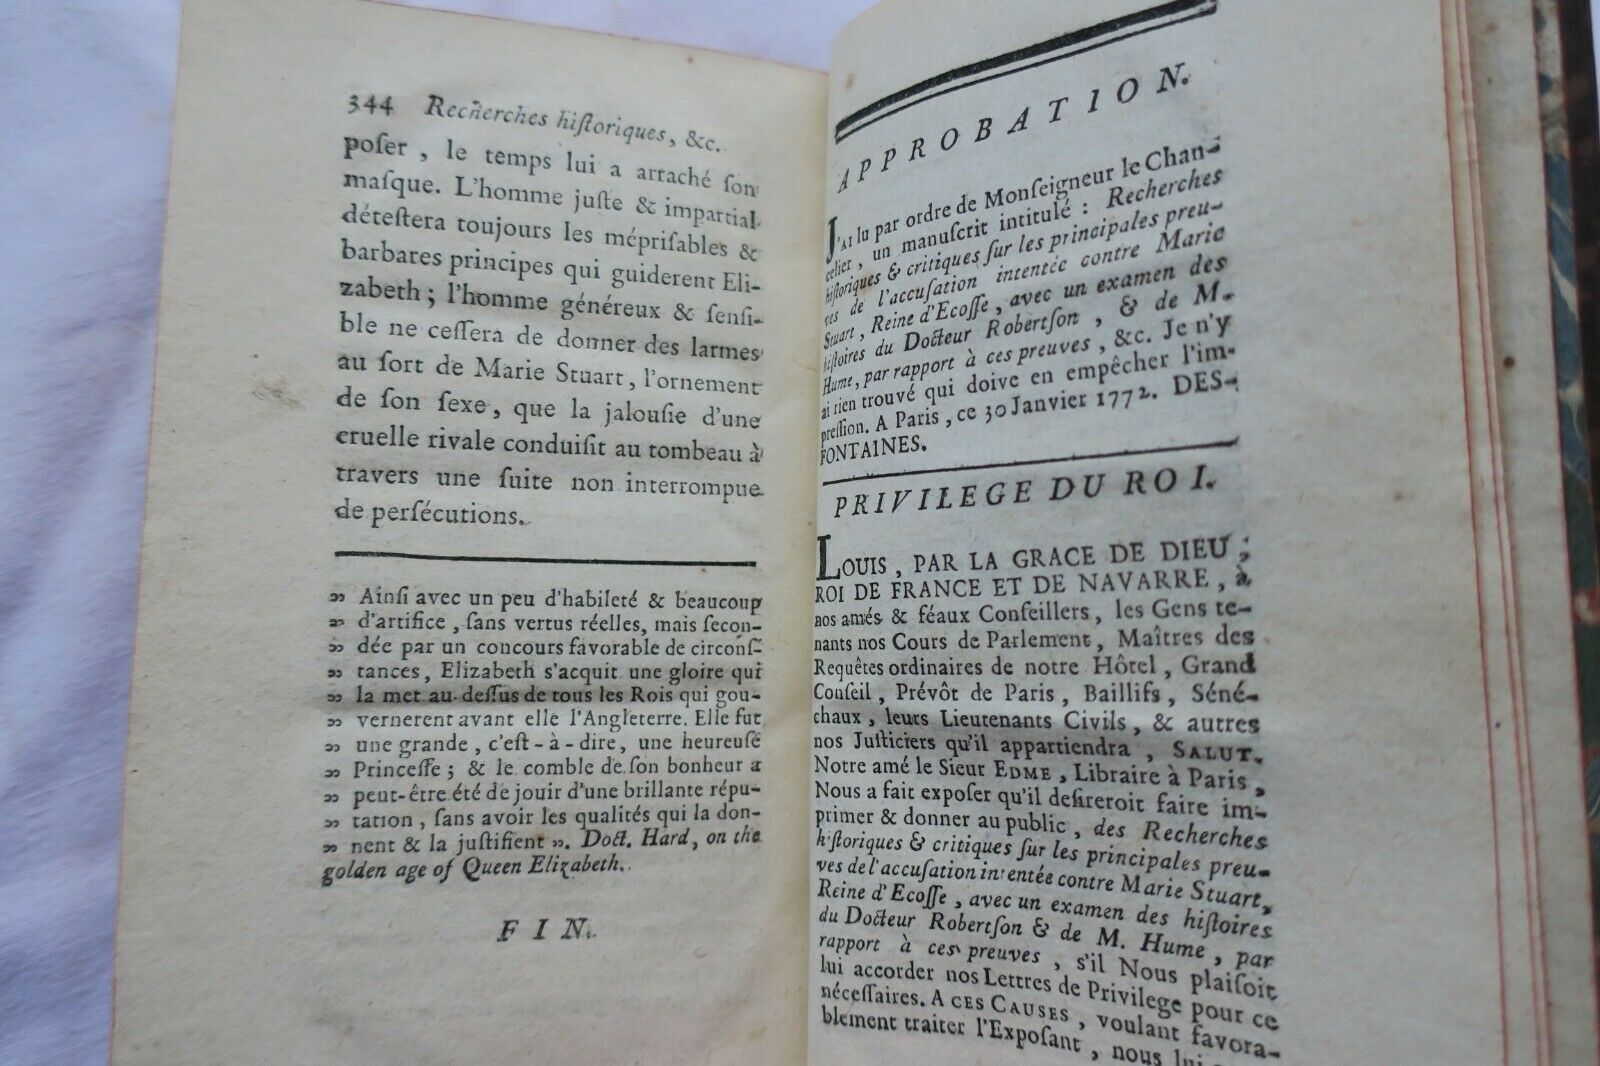 344 Recherches hiſtoriques, &c.
poſer, le temps lui a arraché ſon
maſque. L'homme juſte & impartial
déteſtera toujours les mépriſables &
barbares principes qui guiderent Eli-
zabeth; l'homme généreux & ſenſi-
ble ne ceſſera de donner des larmes
au ſort de Marie Stuart, l'ornement
de ſon ſexe, que la jalouſie d'une
cruelle rivale conduiſit au tombeau à
travers une ſuite non interrompue
de perſécutions.
» Ainſi avec un peu d'habileté & beaucoup
» d'artifice, ſans vertus réelles, mais ſecon-
» dée par un concours favorable de circonſ-
» tances, Elizabeth s'acquit une gloire qui
» la met au-deſſus de tous les Rois qui gou-
» vernerent avant elle l'Angleterre. Elle fut
» une grande, c'eſt-à-dire, une heureuſe
» Princeſſe; & le comble de ſon bonheur a
» peut-être été de jouir d'une brillante répu-
» tation, ſans avoir les qualités qui la don-
» nent & la juſtifient ». Doct. Hard, on the
golden age of Queen Elizabeth.
FIN.
APPROBATION.
J'AI lu par ordre de Monſeigneur le Chan-
celier, un manuſcrit intitulé : Recherches
hiſtoriques & critiques ſur les principales preu-
ves de l'accuſation intentée contre Marie
Stuart, Reine d'Ecoſſe, avec un examen des
hiſtoires du Docteur Robertſon, & de M.
Hume, par rapport à ces preuves, &c. Je n'y
ai rien trouvé qui doive en empêcher l'im-
preſſion. A Paris, ce 30 Janvier 1772. DES-
FONTAINES.
PRIVILEGE DU ROI.
LOUIS, PAR LA GRACE DE DIEU,
ROI DE FRANCE ET DE NAVARRE, à
nos amés & féaux Conſeillers, les Gens te-
nants nos Cours de Parlement, Maîtres des
Requêtes ordinaires de notre Hôtel, Grand
Conſeil, Prévôt de Paris, Baillifs, Séné-
chaux, leurs Lieutenants Civils, & autres
nos Juſticiers qu'il appartiendra, SALUT.
Notre amé le Sieur EDME, Libraire à Paris,
Nous a fait expoſer qu'il deſireroit faire im-
primer & donner au public, des Recherches
hiſtoriques & critiques ſur les principales preu-
ves de l'accuſation intentée contre Marie Stuart,
Reine d'Ecoſſe, avec un examen des hiſtoires
du Docteur Robertſon & de M. Hume, par
rapport à ces preuves, s'il Nous plaiſoit
lui accorder nos Lettres de Privilege pour ce
néceſſaires. A CES CAUSES, voulant favora-
blement traiter l'Expoſant, nous lui